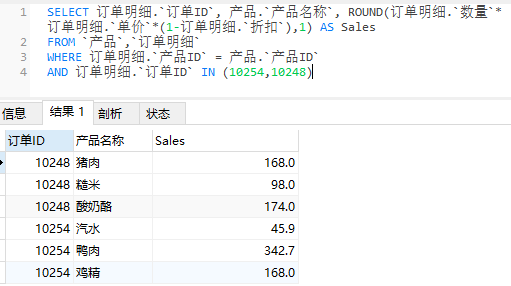 1 SELECT 订单明细.`订单ID`, 产品.`产品名称`, ROUND(订单明细.`数量`*
订单明细.`单价`*(1-订单明细.`折扣`),1) AS Sales
2 FROM `产品`,`订单明细`
3 WHERE 订单明细.`产品ID` = 产品.`产品ID`
4 AND 订单明细.`订单ID` IN (10254,10248)
信息 结果 1 剖析 状态
订单ID 产品名称 Sales
10248 猪肉 168.0
10248 糙米 98.0
10248 酸奶酪 174.0
10254 汽水 45.9
10254 鸭肉 342.7
10254 鸡精 168.0